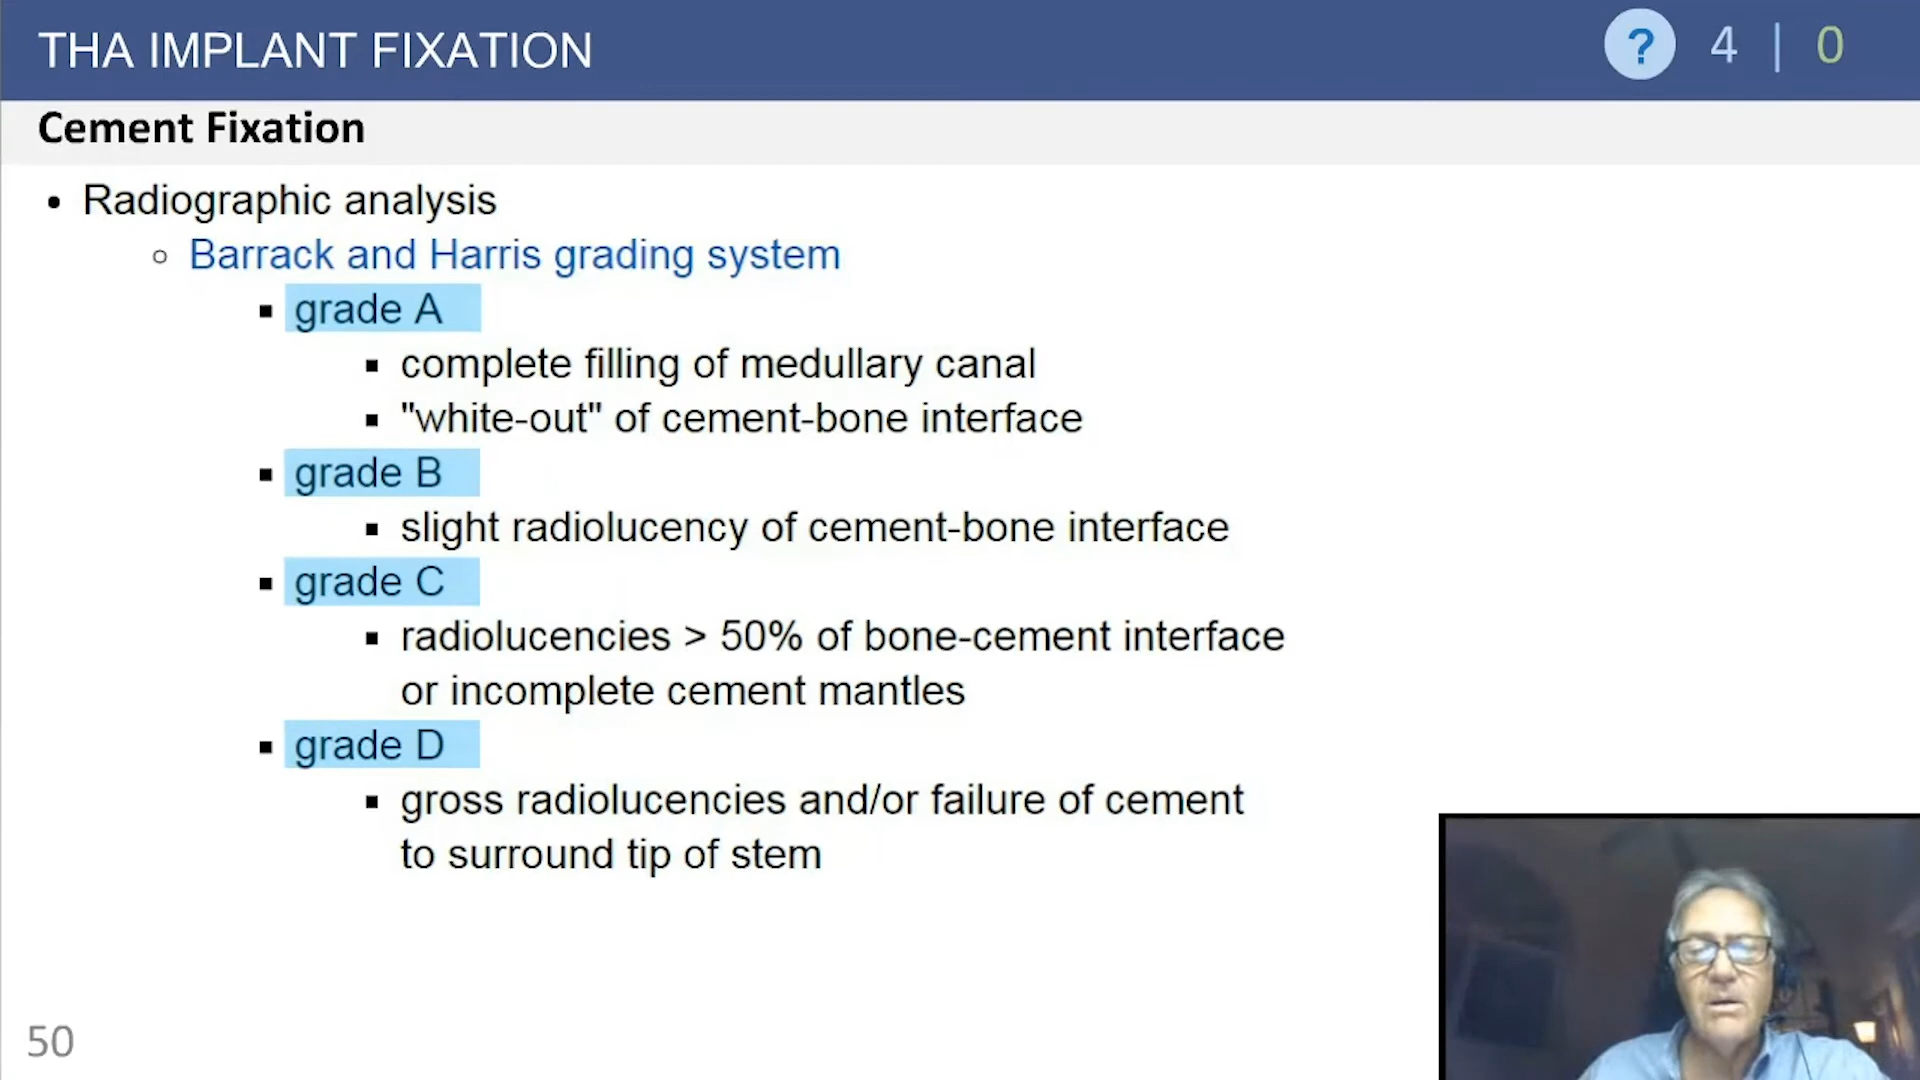 THA IMPLANT FIXATION
? 4 | 0
Cement Fixation
• Radiographic analysis
○ Barrack and Harris grading system
▪ grade A
▪ complete filling of medullary canal
▪ "white-out" of cement-bone interface
▪ grade B
▪ slight radiolucency of cement-bone interface
▪ grade C
▪ radiolucencies > 50% of bone-cement interface
or incomplete cement mantles
▪ grade D
▪ gross radiolucencies and/or failure of cement
to surround tip of stem
50